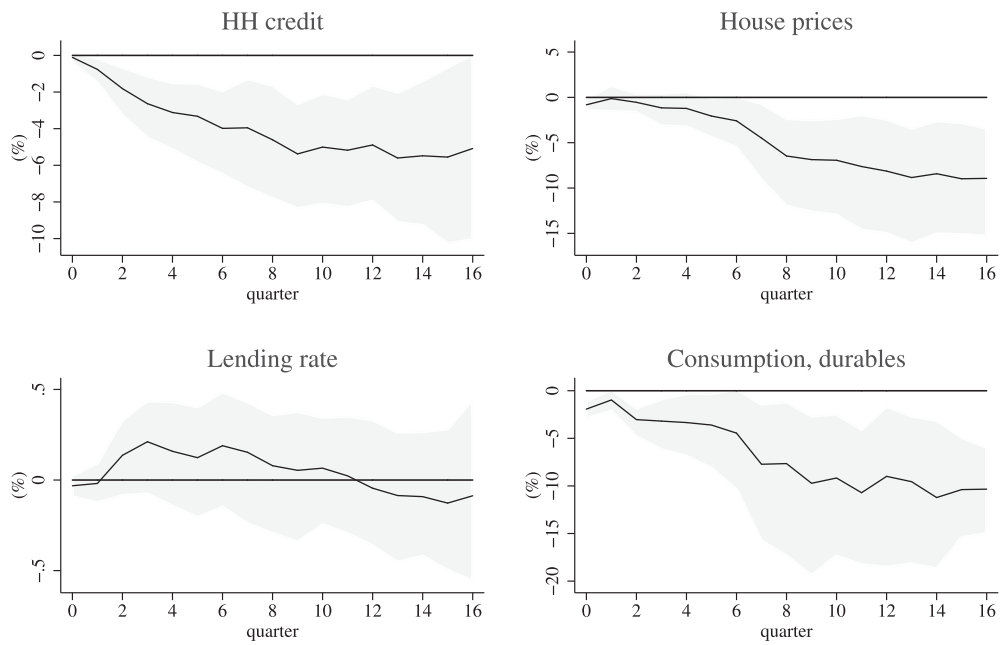 HH credit
(%)
0
−2
−4
−6
−8
−10
0 2 4 6 8 10 12 14 16
quarter
House prices
(%)
5
0
−5
−10
−15
0 2 4 6 8 10 12 14 16
quarter
Lending rate
(%)
.5
0
−.5
0 2 4 6 8 10 12 14 16
quarter
Consumption, durables
(%)
0
−5
−10
−15
−20
0 2 4 6 8 10 12 14 16
quarter